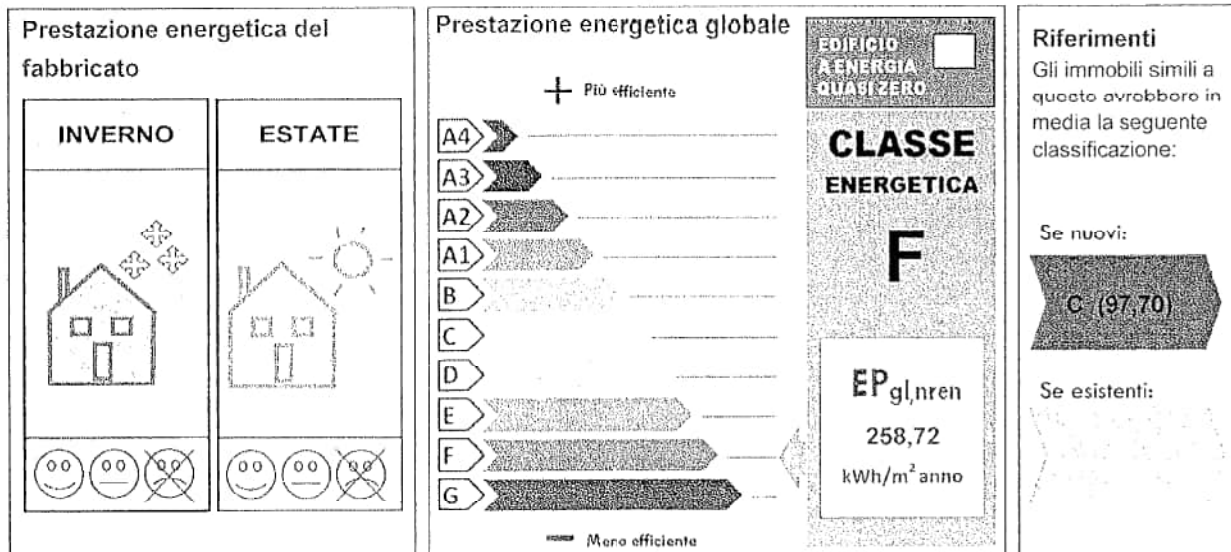 Prestazione energetica del
fabbricato
INVERNO
ESTATE
Prestazione energetica globale
Più efficiente
A4
A3
A2
A1
B
C
D
E
F
G
Meno efficiente
EDIFICIO
A ENERGIA
QUASI ZERO
CLASSE
ENERGETICA
F
EPgl,nren
258,72
kWh/m² anno
Riferimenti
Gli immobili simili a
questo avrebbero in
media la seguente
classificazione:
Se nuovi:
C (97,70)
Se esistenti: